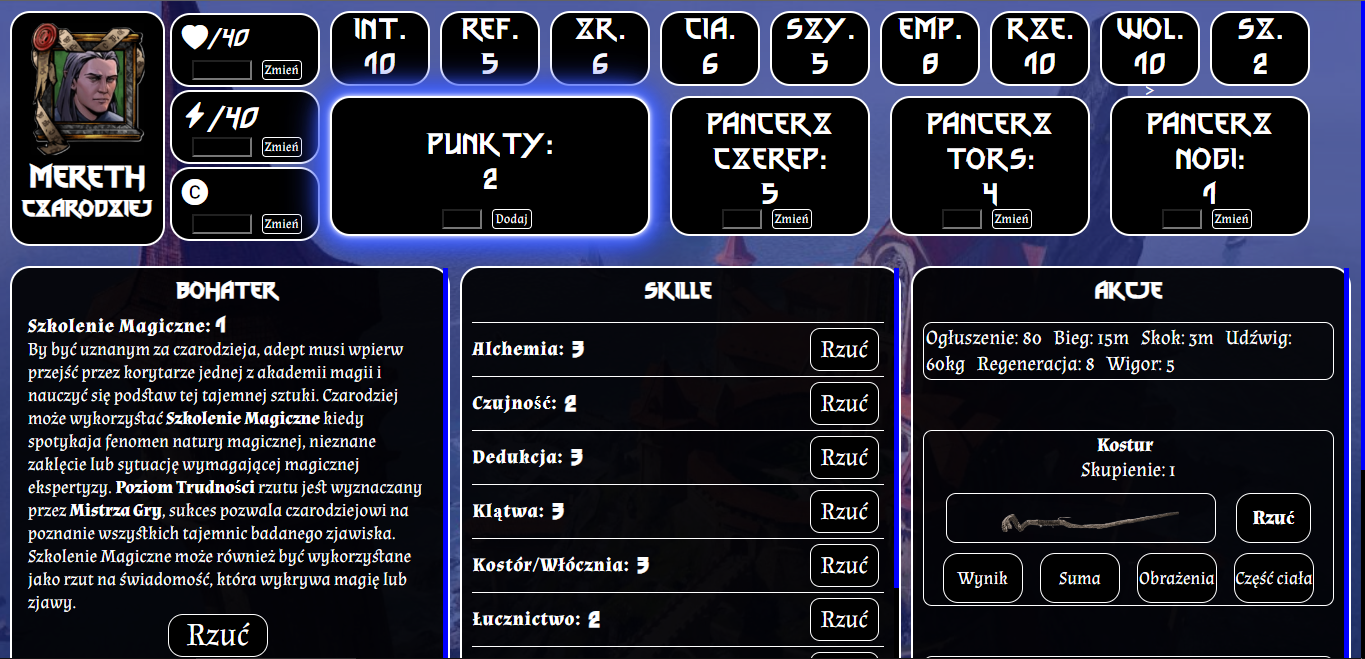 /40
Zmień
/40
Zmień
C
Zmień
MERETH
CZARODZIEJ
INT.
10
REF.
5
ZR.
6
CIA.
6
SZY.
5
EMP.
8
RZE.
10
WOL.
10
SZ.
2
>
PUNKTY:
2
Dodaj
PANCERZ
CZEREP:
5
Zmień
PANCERZ
TORS:
4
Zmień
PANCERZ
NOGI:
1
Zmień
BOHATER
Szkolenie Magiczne: 1
By być uznanym za czarodzieja, adept musi wpierw
przejść przez korytarze jednej z akademii magii i
nauczyć się podstaw tej tajemnej sztuki. Czarodziej
może wykorzystać Szkolenie Magiczne kiedy
spotykaja fenomen natury magicznej, nieznane
zaklęcie lub sytuację wymagającej magicznej
ekspertyzy. Poziom Trudności rzutu jest wyznaczany
przez Mistrza Gry, sukces pozwala czarodziejowi na
poznanie wszystkich tajemnic badanego zjawiska.
Szkolenie Magiczne może również być wykorzystane
jako rzut na świadomość, która wykrywa magię lub
zjawy.
Rzuć
SKILLE
Alchemia: 3
Rzuć
Czujność: 2
Rzuć
Dedukcja: 3
Rzuć
Klątwa: 3
Rzuć
Kostór/Włócznia: 3
Rzuć
Łucznictwo: 2
Rzuć
AKCJE
Ogłuszenie: 80 Bieg: 15m Skok: 3m Udźwig:
60kg Regeneracja: 8 Wigor: 5
Kostur
Skupienie: 1
Rzuć
Wynik
Suma
Obrażenia
Część ciała